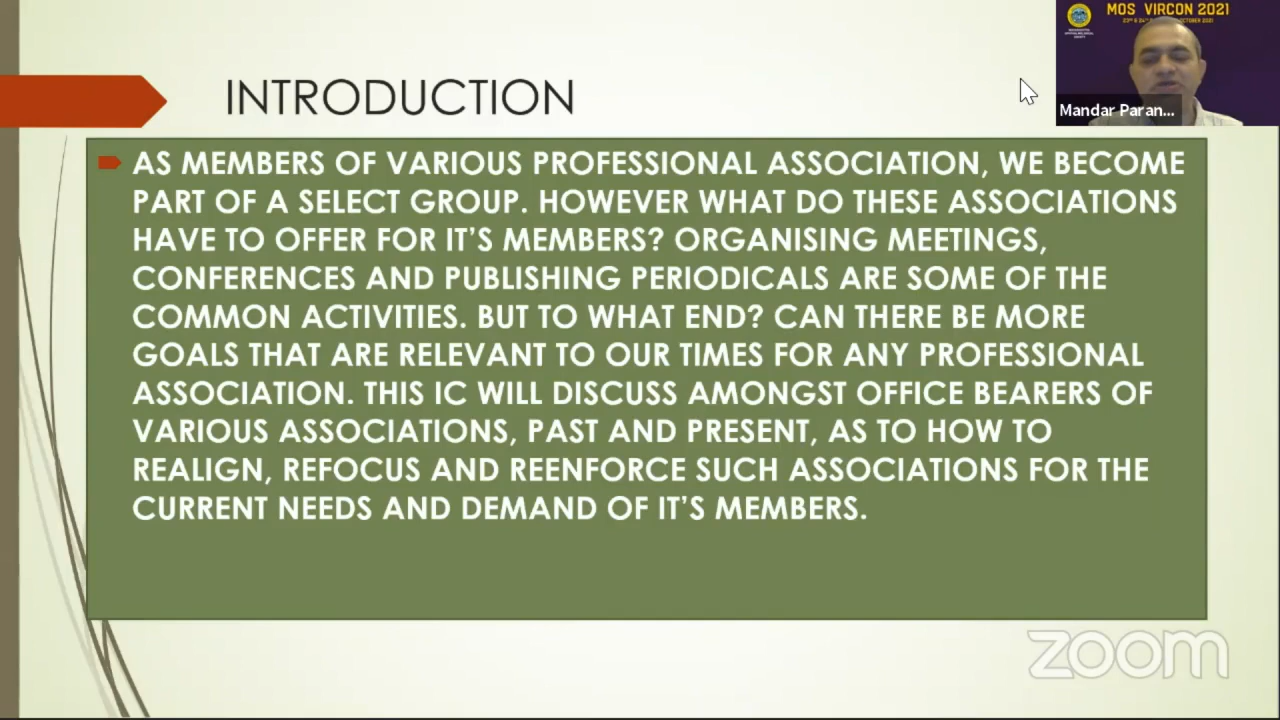 MOS VIRCON 2021
INTRODUCTION
Mandar Paran...
AS MEMBERS OF VARIOUS PROFESSIONAL ASSOCIATION, WE BECOME
PART OF A SELECT GROUP. HOWEVER WHAT DO THESE ASSOCIATIONS
HAVE TO OFFER FOR IT'S MEMBERS? ORGANISING MEETINGS,
CONFERENCES AND PUBLISHING PERIODICALS ARE SOME OF THE
COMMON ACTIVITIES. BUT TO WHAT END? CAN THERE BE MORE
GOALS THAT ARE RELEVANT TO OUR TIMES FOR ANY PROFESSIONAL
ASSOCIATION. THIS IC WILL DISCUSS AMONGST OFFICE BEARERS OF
VARIOUS ASSOCIATIONS, PAST AND PRESENT, AS TO HOW TO
REALIGN, REFOCUS AND REENFORCE SUCH ASSOCIATIONS FOR THE
CURRENT NEEDS AND DEMAND OF IT'S MEMBERS.
zoom